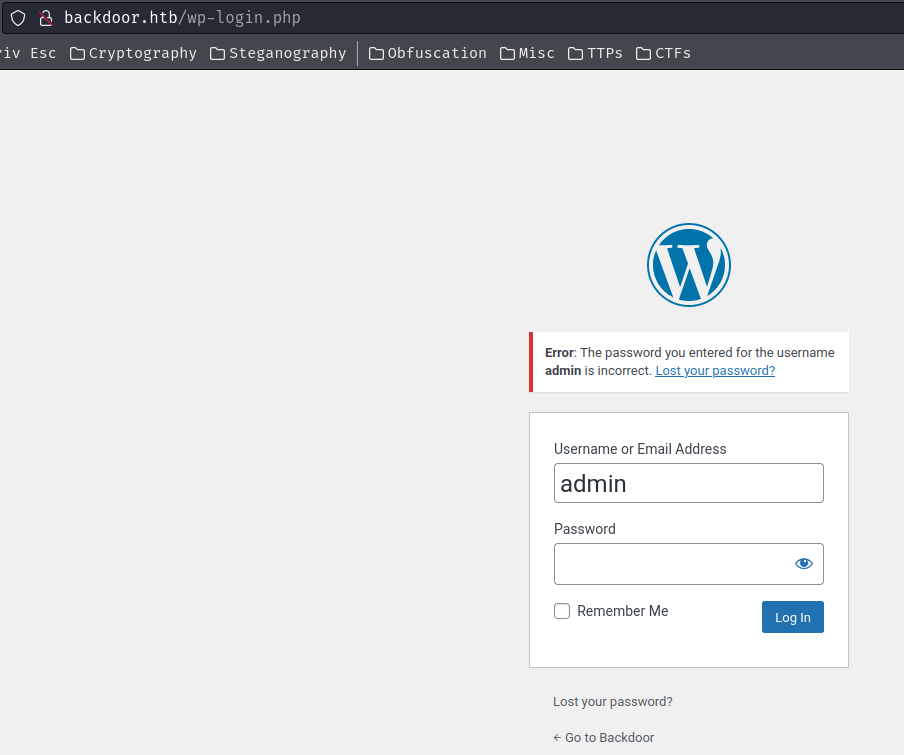 backdoor.htb/wp-login.php
riv Esc Cryptography Steganography Obfuscation Misc TTPs CTFs
Error: The password you entered for the username
admin is incorrect. Lost your password?
Username or Email Address
admin
Password
Remember Me
Log In
Lost your password?
← Go to Backdoor